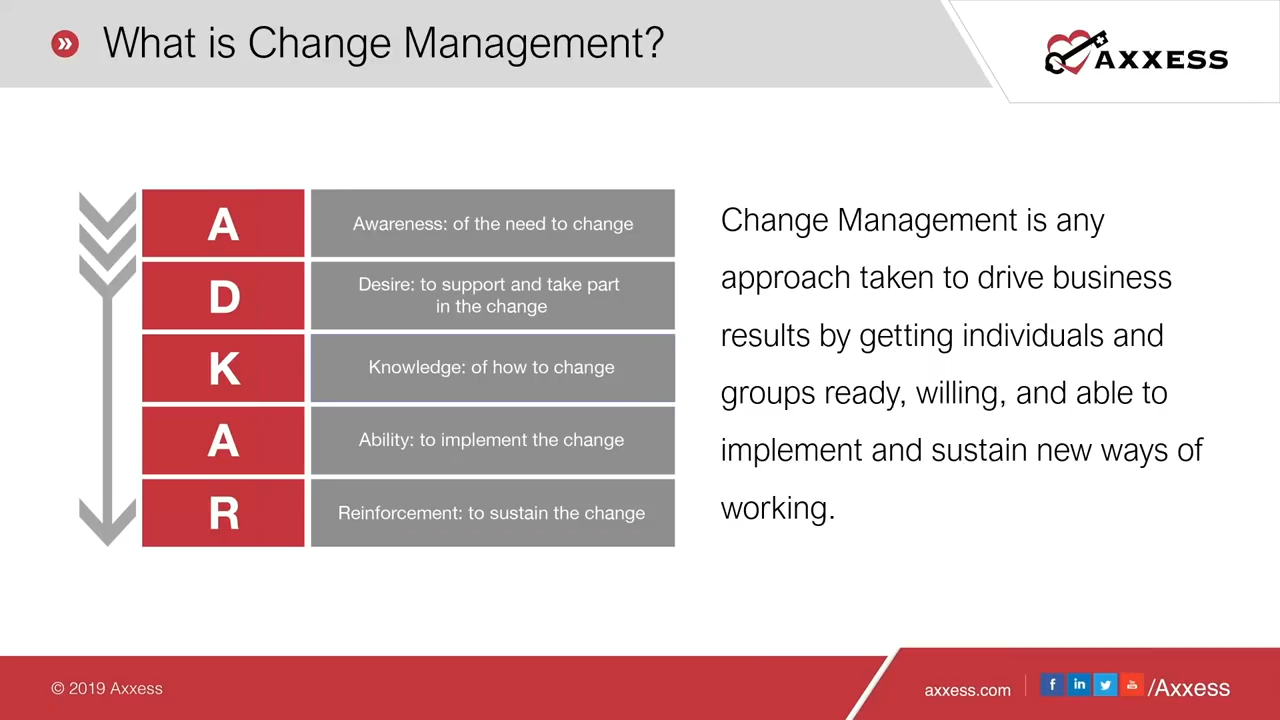 What is Change Management?
AXXESS
A
Awareness: of the need to change
D
Desire: to support and take part
in the change
K
Knowledge: of how to change
A
Ability: to implement the change
R
Reinforcement: to sustain the change
Change Management is any
approach taken to drive business
results by getting individuals and
groups ready, willing, and able to
implement and sustain new ways of
working.
© 2019 Axxess
axxess.com
/Axxess